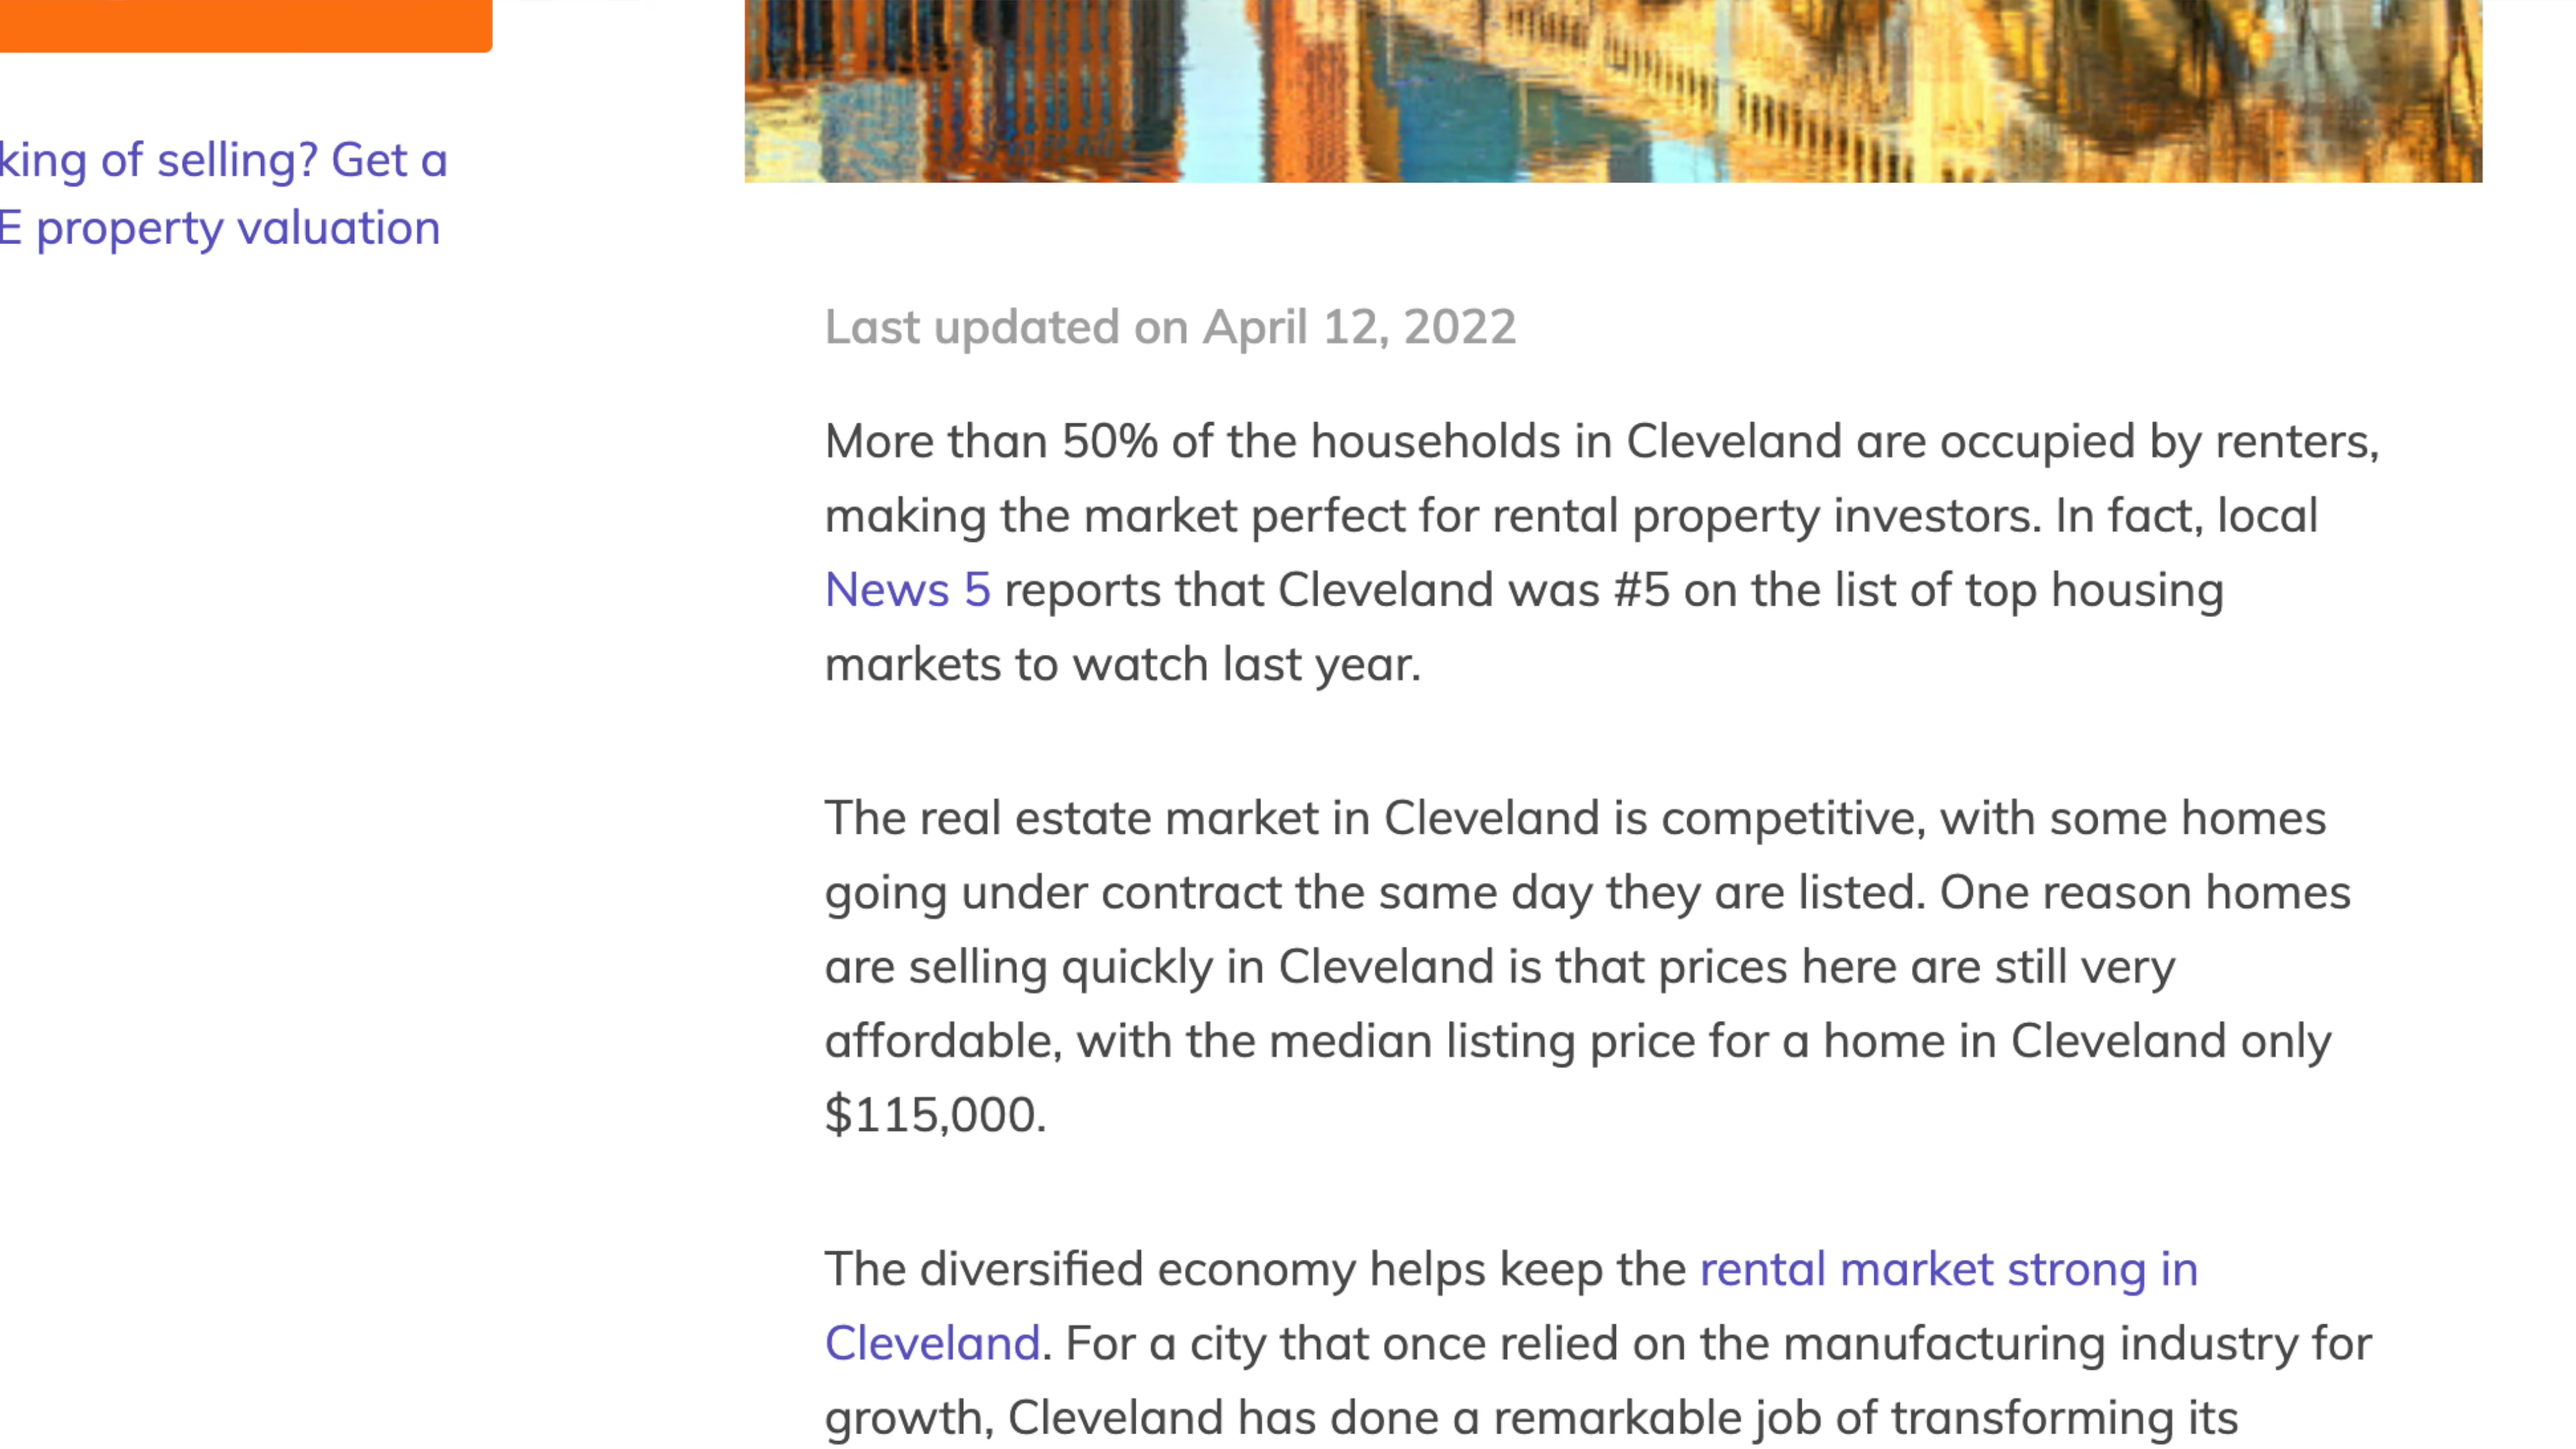 king of selling? Get a
E property valuation
Last updated on April 12, 2022
More than 50% of the households in Cleveland are occupied by renters,
making the market perfect for rental property investors. In fact, local
News 5 reports that Cleveland was #5 on the list of top housing
markets to watch last year.
The real estate market in Cleveland is competitive, with some homes
going under contract the same day they are listed. One reason homes
are selling quickly in Cleveland is that prices here are still very
affordable, with the median listing price for a home in Cleveland only
$115,000.
The diversified economy helps keep the rental market strong in
Cleveland. For a city that once relied on the manufacturing industry for
growth, Cleveland has done a remarkable job of transforming its